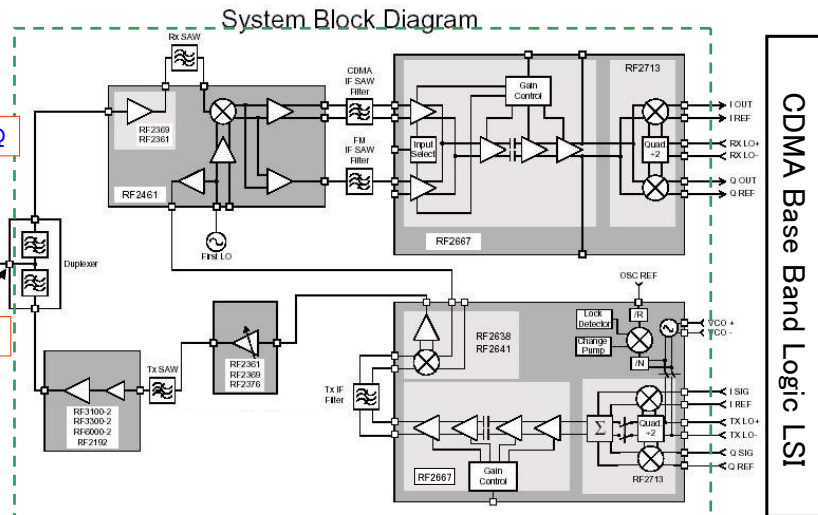 System Block Diagram
Rx SAW
RF2369
RF2361
RF2461
First LO
CDMA
IF SAW
Filter
FM
IF SAW
Filter
Input
Select
Gain
Control
RF2667
RF2713
Quad
÷2
I OUT
I REF
RX LO+
RX LO-
Q OUT
Q REF
Q
Duplexer
RF3100-2
RF3300-2
RF6000-2
RF2192
Tx SAW
RF2361
RF2369
RF2376
OSC REF
RF2638
RF2641
Tx IF
Filter
Lock
Detector
Change
Pump
/R
/N
VCO +
VCO -
I SIG
I REF
TX LO+
TX LO-
Q SIG
Q REF
Σ
Quad
÷2
RF2713
Gain
Control
RF2667
CDMA Base Band Logic LSI